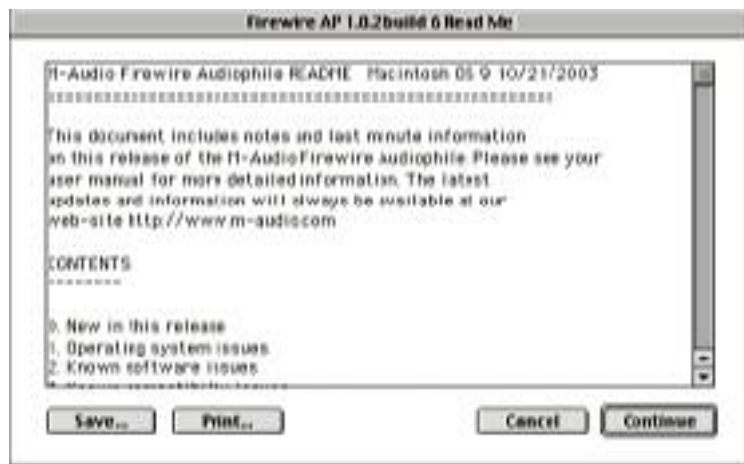 Firewire AP 1.0.2build 6 Read Me
M-Audio Firewire Audiophile README Macintosh OS 9 10/21/2003
This document includes notes and last minute information
on this release of the M-Audio Firewire Audiophile. Please see your
user manual for more detailed information. The latest
updates and information will always be available at our
web-site http://www.m-audio.com
CONTENTS
--------
0. New in this release
1. Operating system issues
2. Known software issues
Save...
Print...
Cancel
Continue